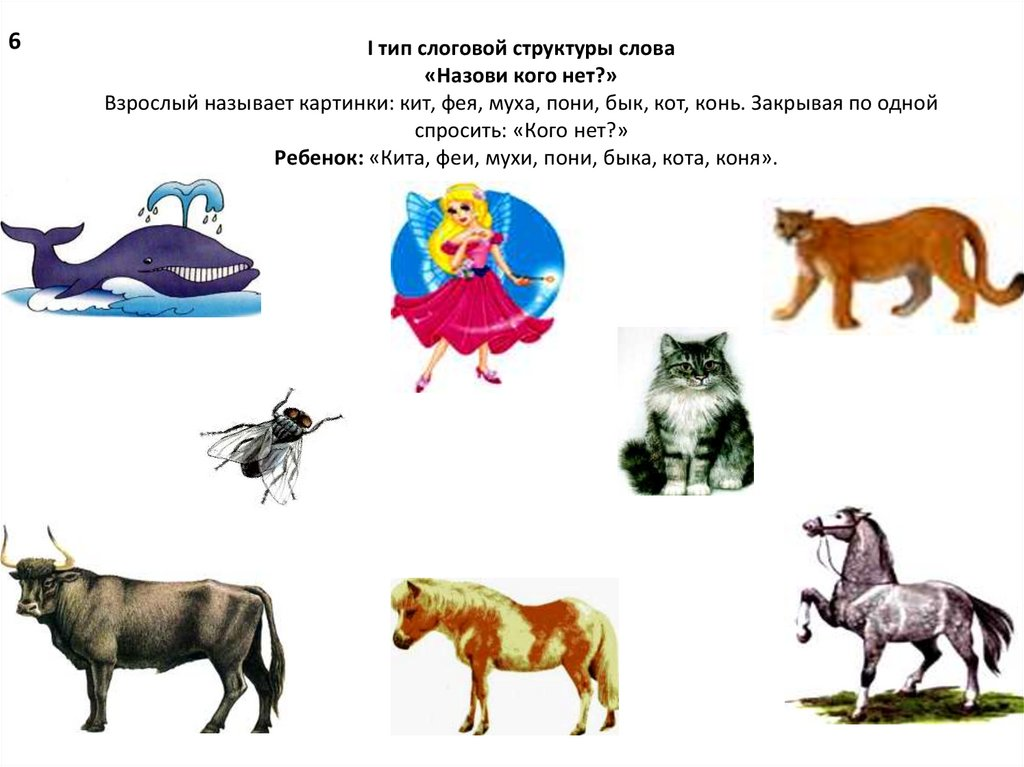 6
I тип слоговой структуры слова
«Назови кого нет?»
Взрослый называет картинки: кит, фея, муха, пони, бык, кот, конь. Закрывая по одной
спросить: «Кого нет?»
Ребенок: «Кита, феи, мухи, пони, быка, кота, коня».